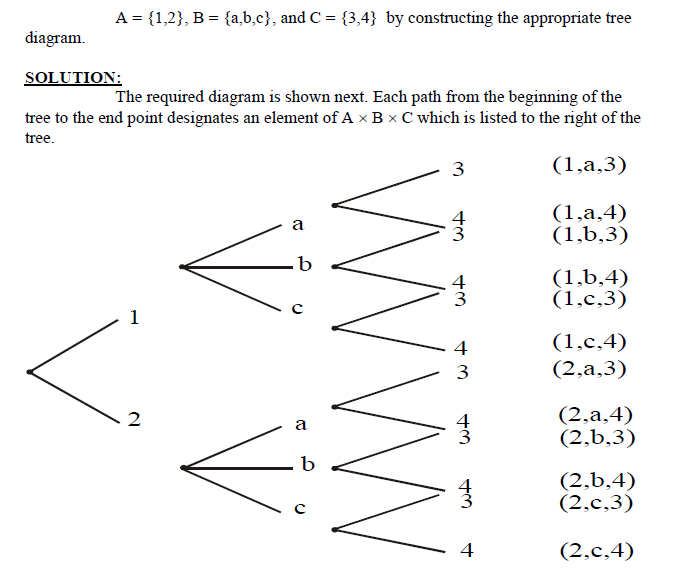 A = {1,2}, B = {a,b,c}, and C = {3,4} by constructing the appropriate tree
diagram.
SOLUTION:
The required diagram is shown next. Each path from the beginning of the
tree to the end point designates an element of A × B × C which is listed to the right of the
tree.
3 (1,a,3)
a 4 (1,a,4)
3 (1,b,3)
b 4 (1,b,4)
c 3 (1,c,3)
1
4 (1,c,4)
3 (2,a,3)
2 a 4 (2,a,4)
3 (2,b,3)
b 4 (2,b,4)
c 3 (2,c,3)
4 (2,c,4)